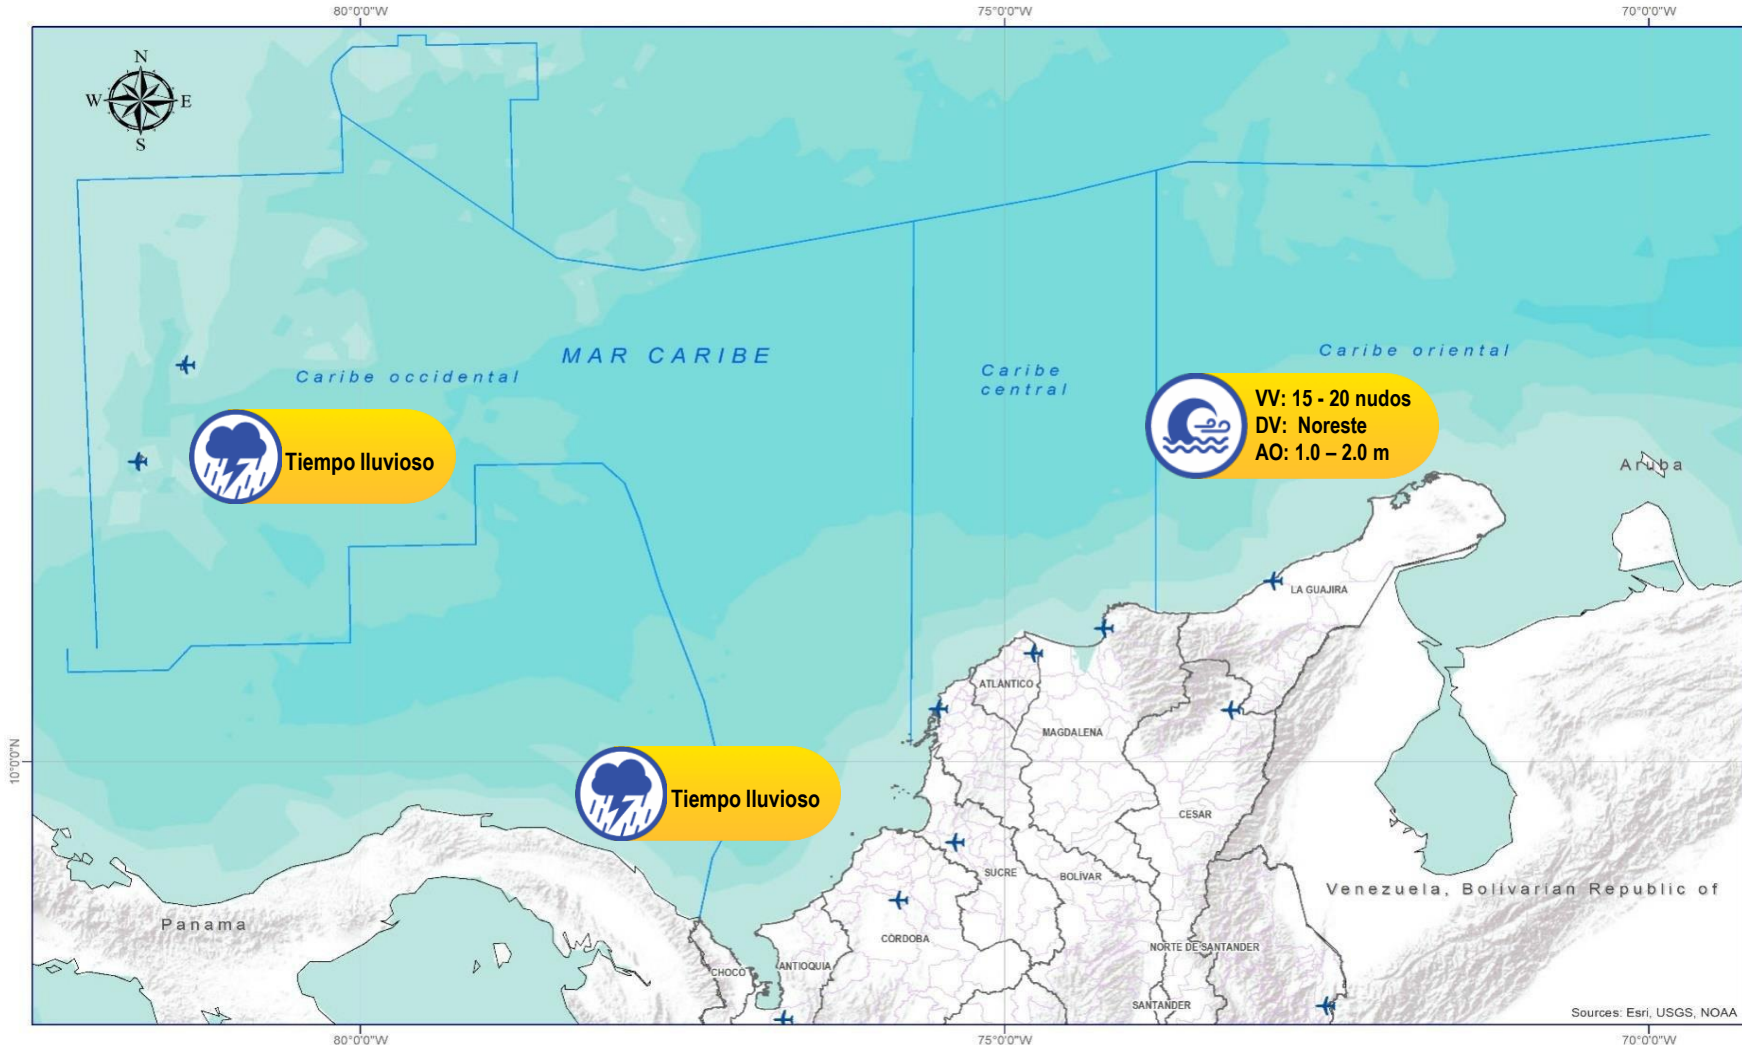 80°0'0"W
75°0'0"W
70°0'0"W
N
W
E
S
MAR CARIBE
Caribe occidental
Caribe
central
Caribe oriental
VV: 15 - 20 nudos
DV: Noreste
AO: 1.0 – 2.0 m
Tiempo lluvioso
Aruba
LA GUAJIRA
ATLÁNTICO
MAGDALENA
10°0'0"N
Tiempo lluvioso
CESAR
SUCRE
BOLÍVAR
Venezuela, Bolivarian Republic of
Panama
CÓRDOBA
NORTE DE SANTANDER
CHOCÓ
ANTIOQUIA
SANTANDER
Sources: Esri, USGS, NOAA
80°0'0"W
75°0'0"W
70°0'0"W